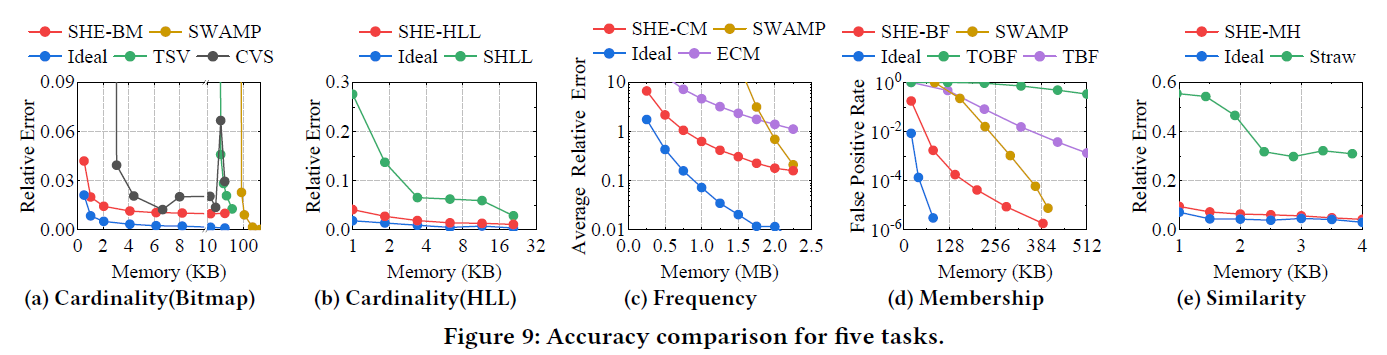 SHE-BM SWAMP
Ideal TSV CVS
Relative Error
0.09
0.06
0.03
0.00
0 2 4 6 8 10 100
Memory (KB)
(a) Cardinality(Bitmap)
SHE-HLL
Ideal SHLL
Relative Error
0.3
0.2
0.1
0.0
1 2 4 8 16 32
Memory (KB)
(b) Cardinality(HLL)
SHE-CM SWAMP
Ideal ECM
Average Relative Error
10
1
0.1
0.01
0.0 0.5 1.0 1.5 2.0 2.5
Memory (MB)
(c) Frequency
SHE-BF SWAMP
Ideal TOBF TBF
False Positive Rate
10^0
10^-2
10^-4
10^-6
0 128 256 384 512
Memory (KB)
(d) Membership
SHE-MH
Ideal Straw
Relative Error
0.6
0.4
0.2
0.0
1 2 3 4
Memory (KB)
(e) Similarity
Figure 9: Accuracy comparison for five tasks.